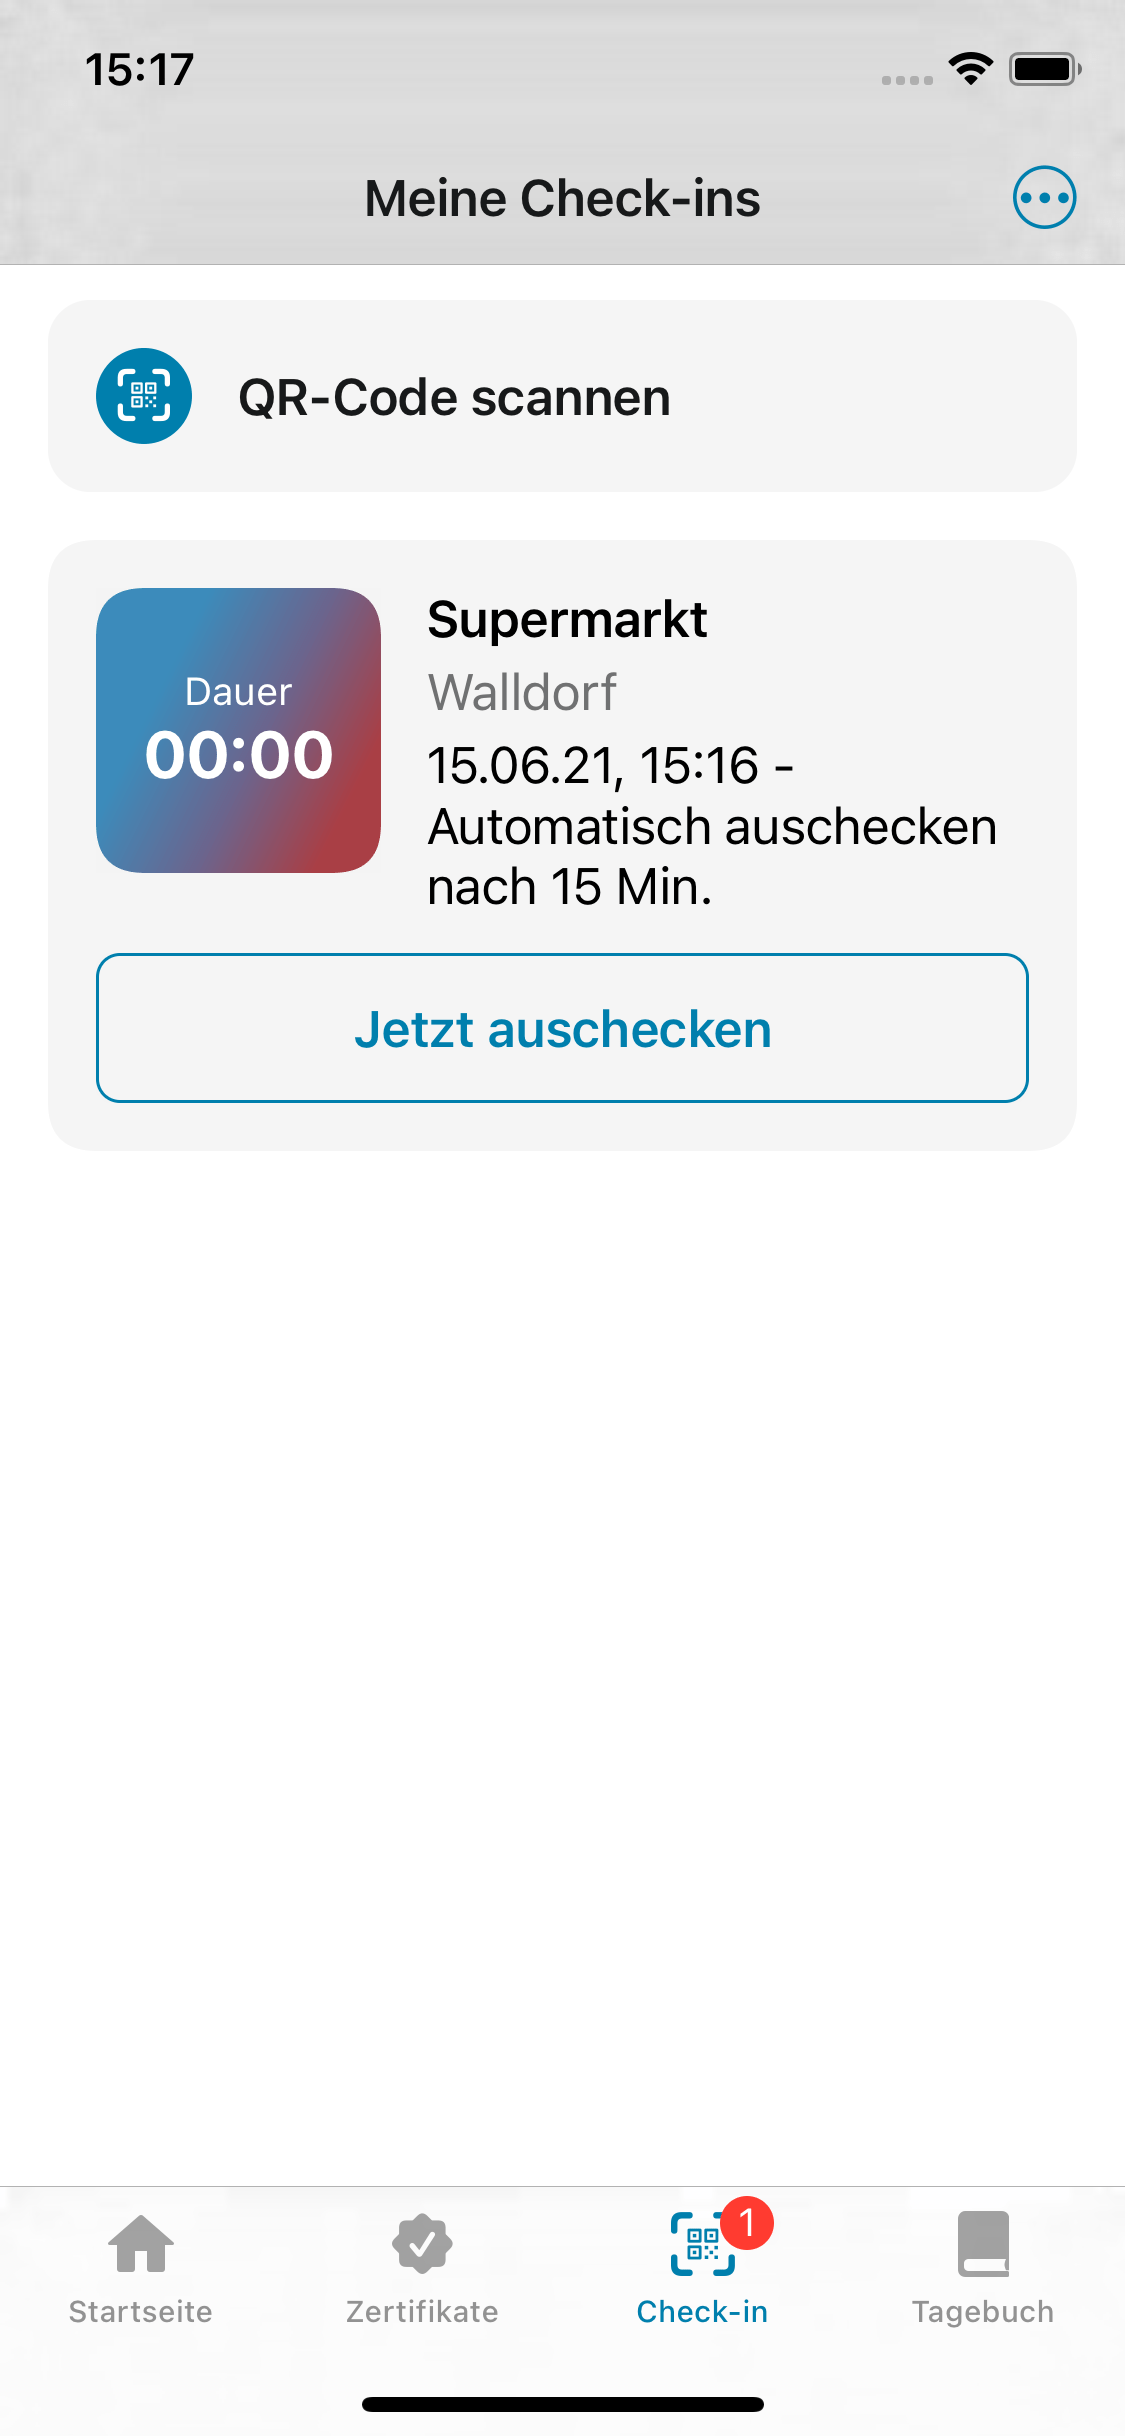 15:17
Meine Check-ins
QR-Code scannen
Dauer
00:00
Supermarkt
Walldorf
15.06.21, 15:16 -
Automatisch auschecken
nach 15 Min.
Jetzt auschecken
1
Startseite
Zertifikate
Check-in
Tagebuch